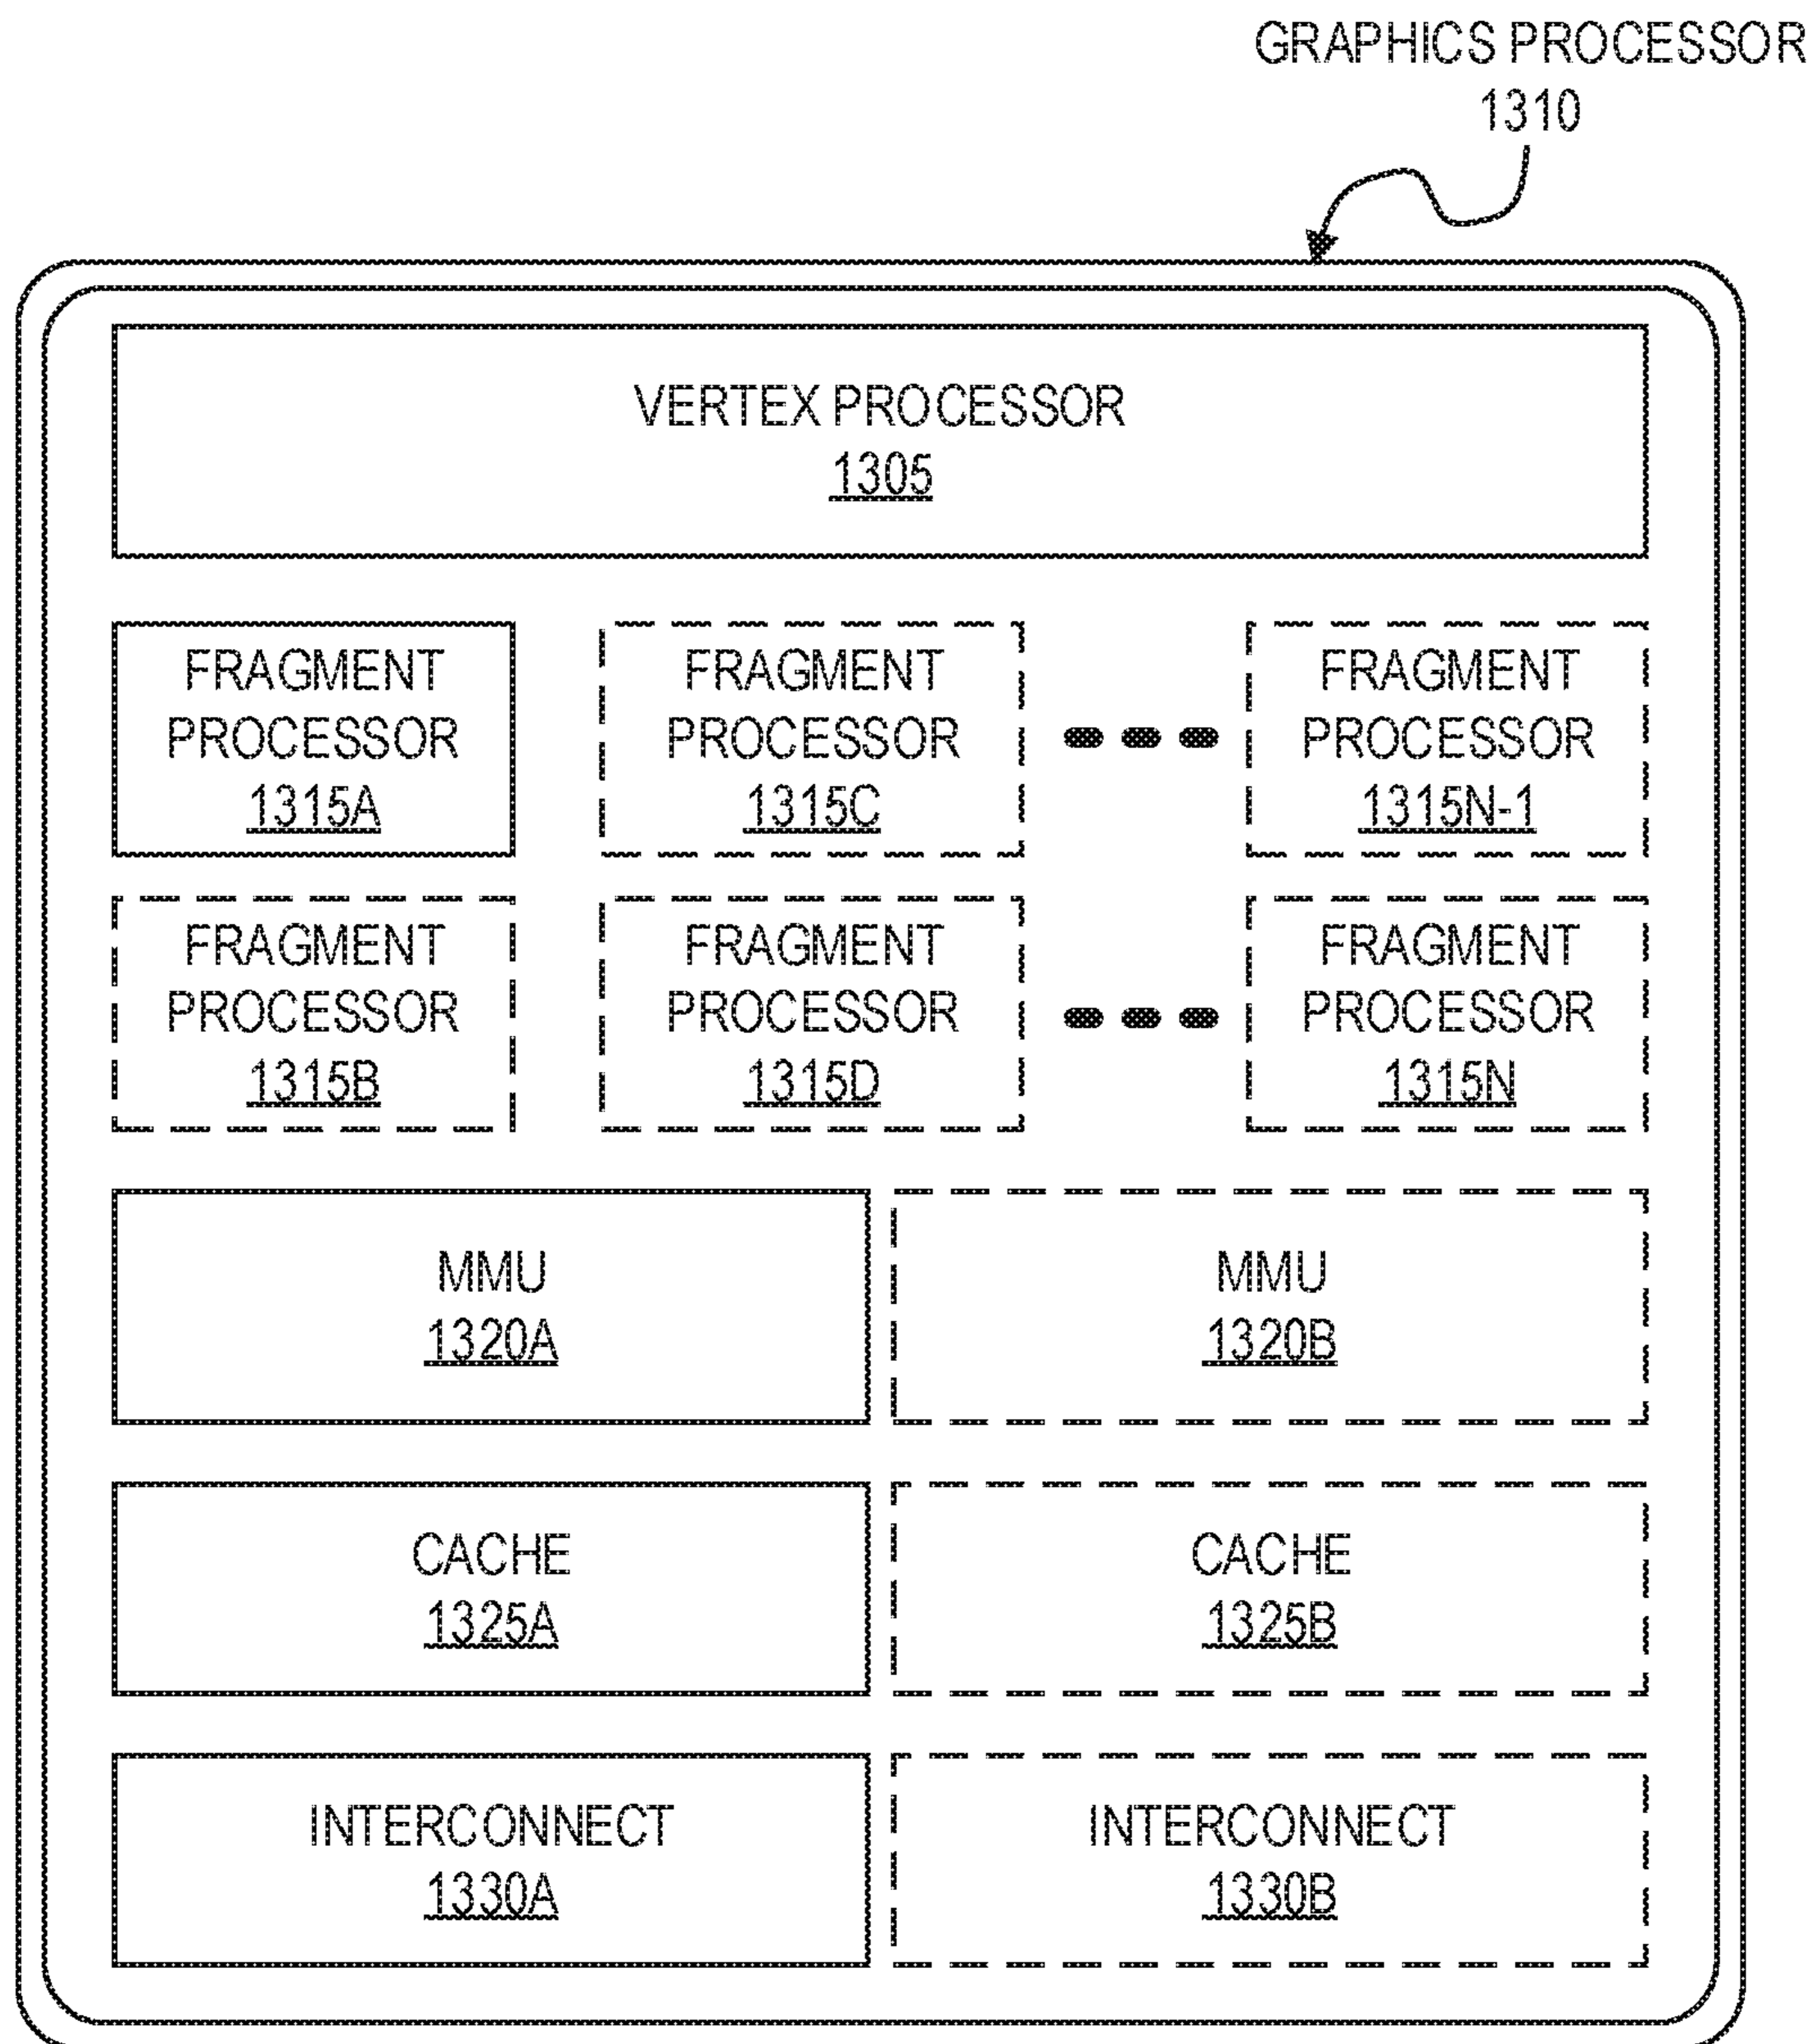 GRAPHICS PROCESSOR
1310
VERTEX PROCESSOR
1305
FRAGMENT
PROCESSOR
1315A
FRAGMENT
PROCESSOR
1315C
FRAGMENT
PROCESSOR
1315N-1
FRAGMENT
PROCESSOR
1315B
FRAGMENT
PROCESSOR
1315D
FRAGMENT
PROCESSOR
1315N
MMU
1320A
MMU
1320B
CACHE
1325A
CACHE
1325B
INTERCONNECT
1330A
INTERCONNECT
1330B